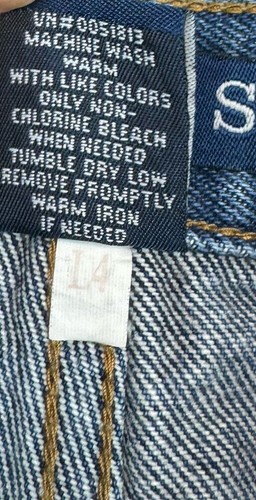 UN#0051813
MACHINE WASH
WARM
WITH LIKE COLORS
ONLY NON-
CHLORINE BLEACH
WHEN NEEDED
TUMBLE DRY LOW
REMOVE PROMPTLY
WARM IRON
IF NEEDED
S
14